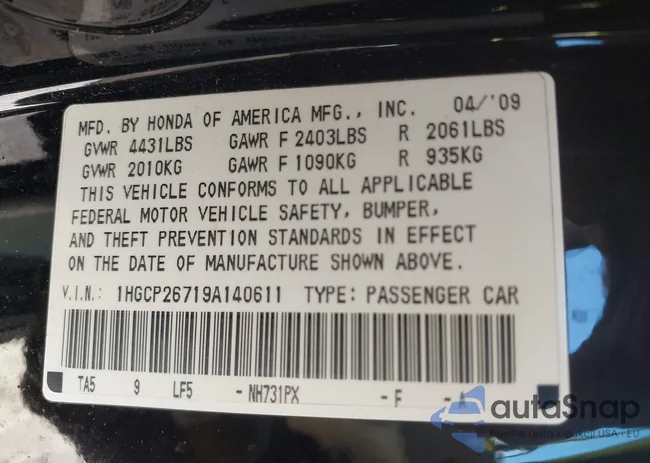 MFD. BY HONDA OF AMERICA MFG., INC. 04/'09
GVWR 4431LBS GAWR F 2403LBS R 2061LBS
GVWR 2010KG GAWR F 1090KG R 935KG
THIS VEHICLE CONFORMS TO ALL APPLICABLE
FEDERAL MOTOR VEHICLE SAFETY, BUMPER,
AND THEFT PREVENTION STANDARDS IN EFFECT
ON THE DATE OF MANUFACTURE SHOWN ABOVE.
V.I.N.: 1HGCP26719A140611 TYPE: PASSENGER CAR
TA5 9 LF5 - NH731PX - F - A
autoSnap
USA i EU